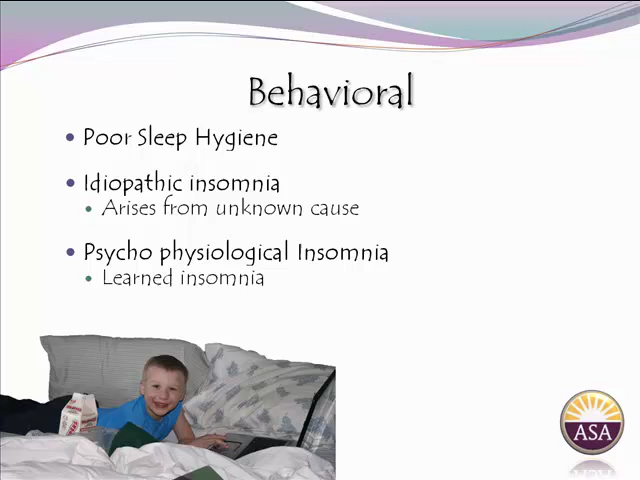 Behavioral
Poor Sleep Hygiene
Idiopathic insomnia
Arises from unknown cause
Psycho physiological Insomnia
Learned insomnia
ASA